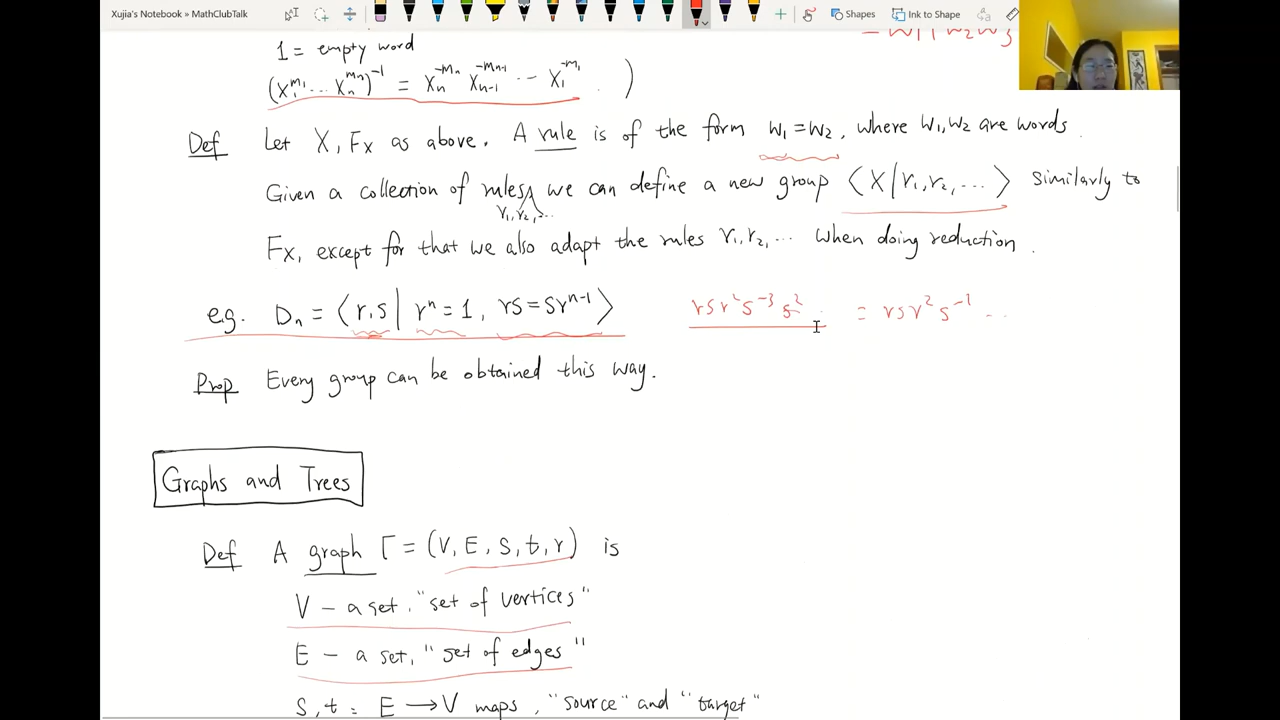 Xujia's Notebook » MathClubTalk
Shapes
Ink to Shape
1 = empty word
(x₁^m₁ ... xₙ^mₙ)⁻¹ = xₙ^-mₙ xₙ₋₁^-mₙ₋₁ ... x₁^-m₁ )
Def Let X, Fx as above. A rule is of the form w₁=w₂, where w₁,w₂ are words.
Given a collection of rules r₁,r₂,... we can define a new group ⟨X|r₁,r₂,...⟩ similarly to
Fx, except for that we also adapt the rules r₁,r₂,... when doing reduction.
e.g. Dₙ = ⟨r,s | rⁿ=1, rs=srⁿ⁻¹⟩ rsr²s⁻³s² = rsr²s⁻¹ ...
Prop Every group can be obtained this way.
Graphs and Trees
Def A graph Γ = (V, E, s, t, r) is
V – a set, "set of vertices"
E – a set, "set of edges"
s, t : E → V maps, "source" and "target"